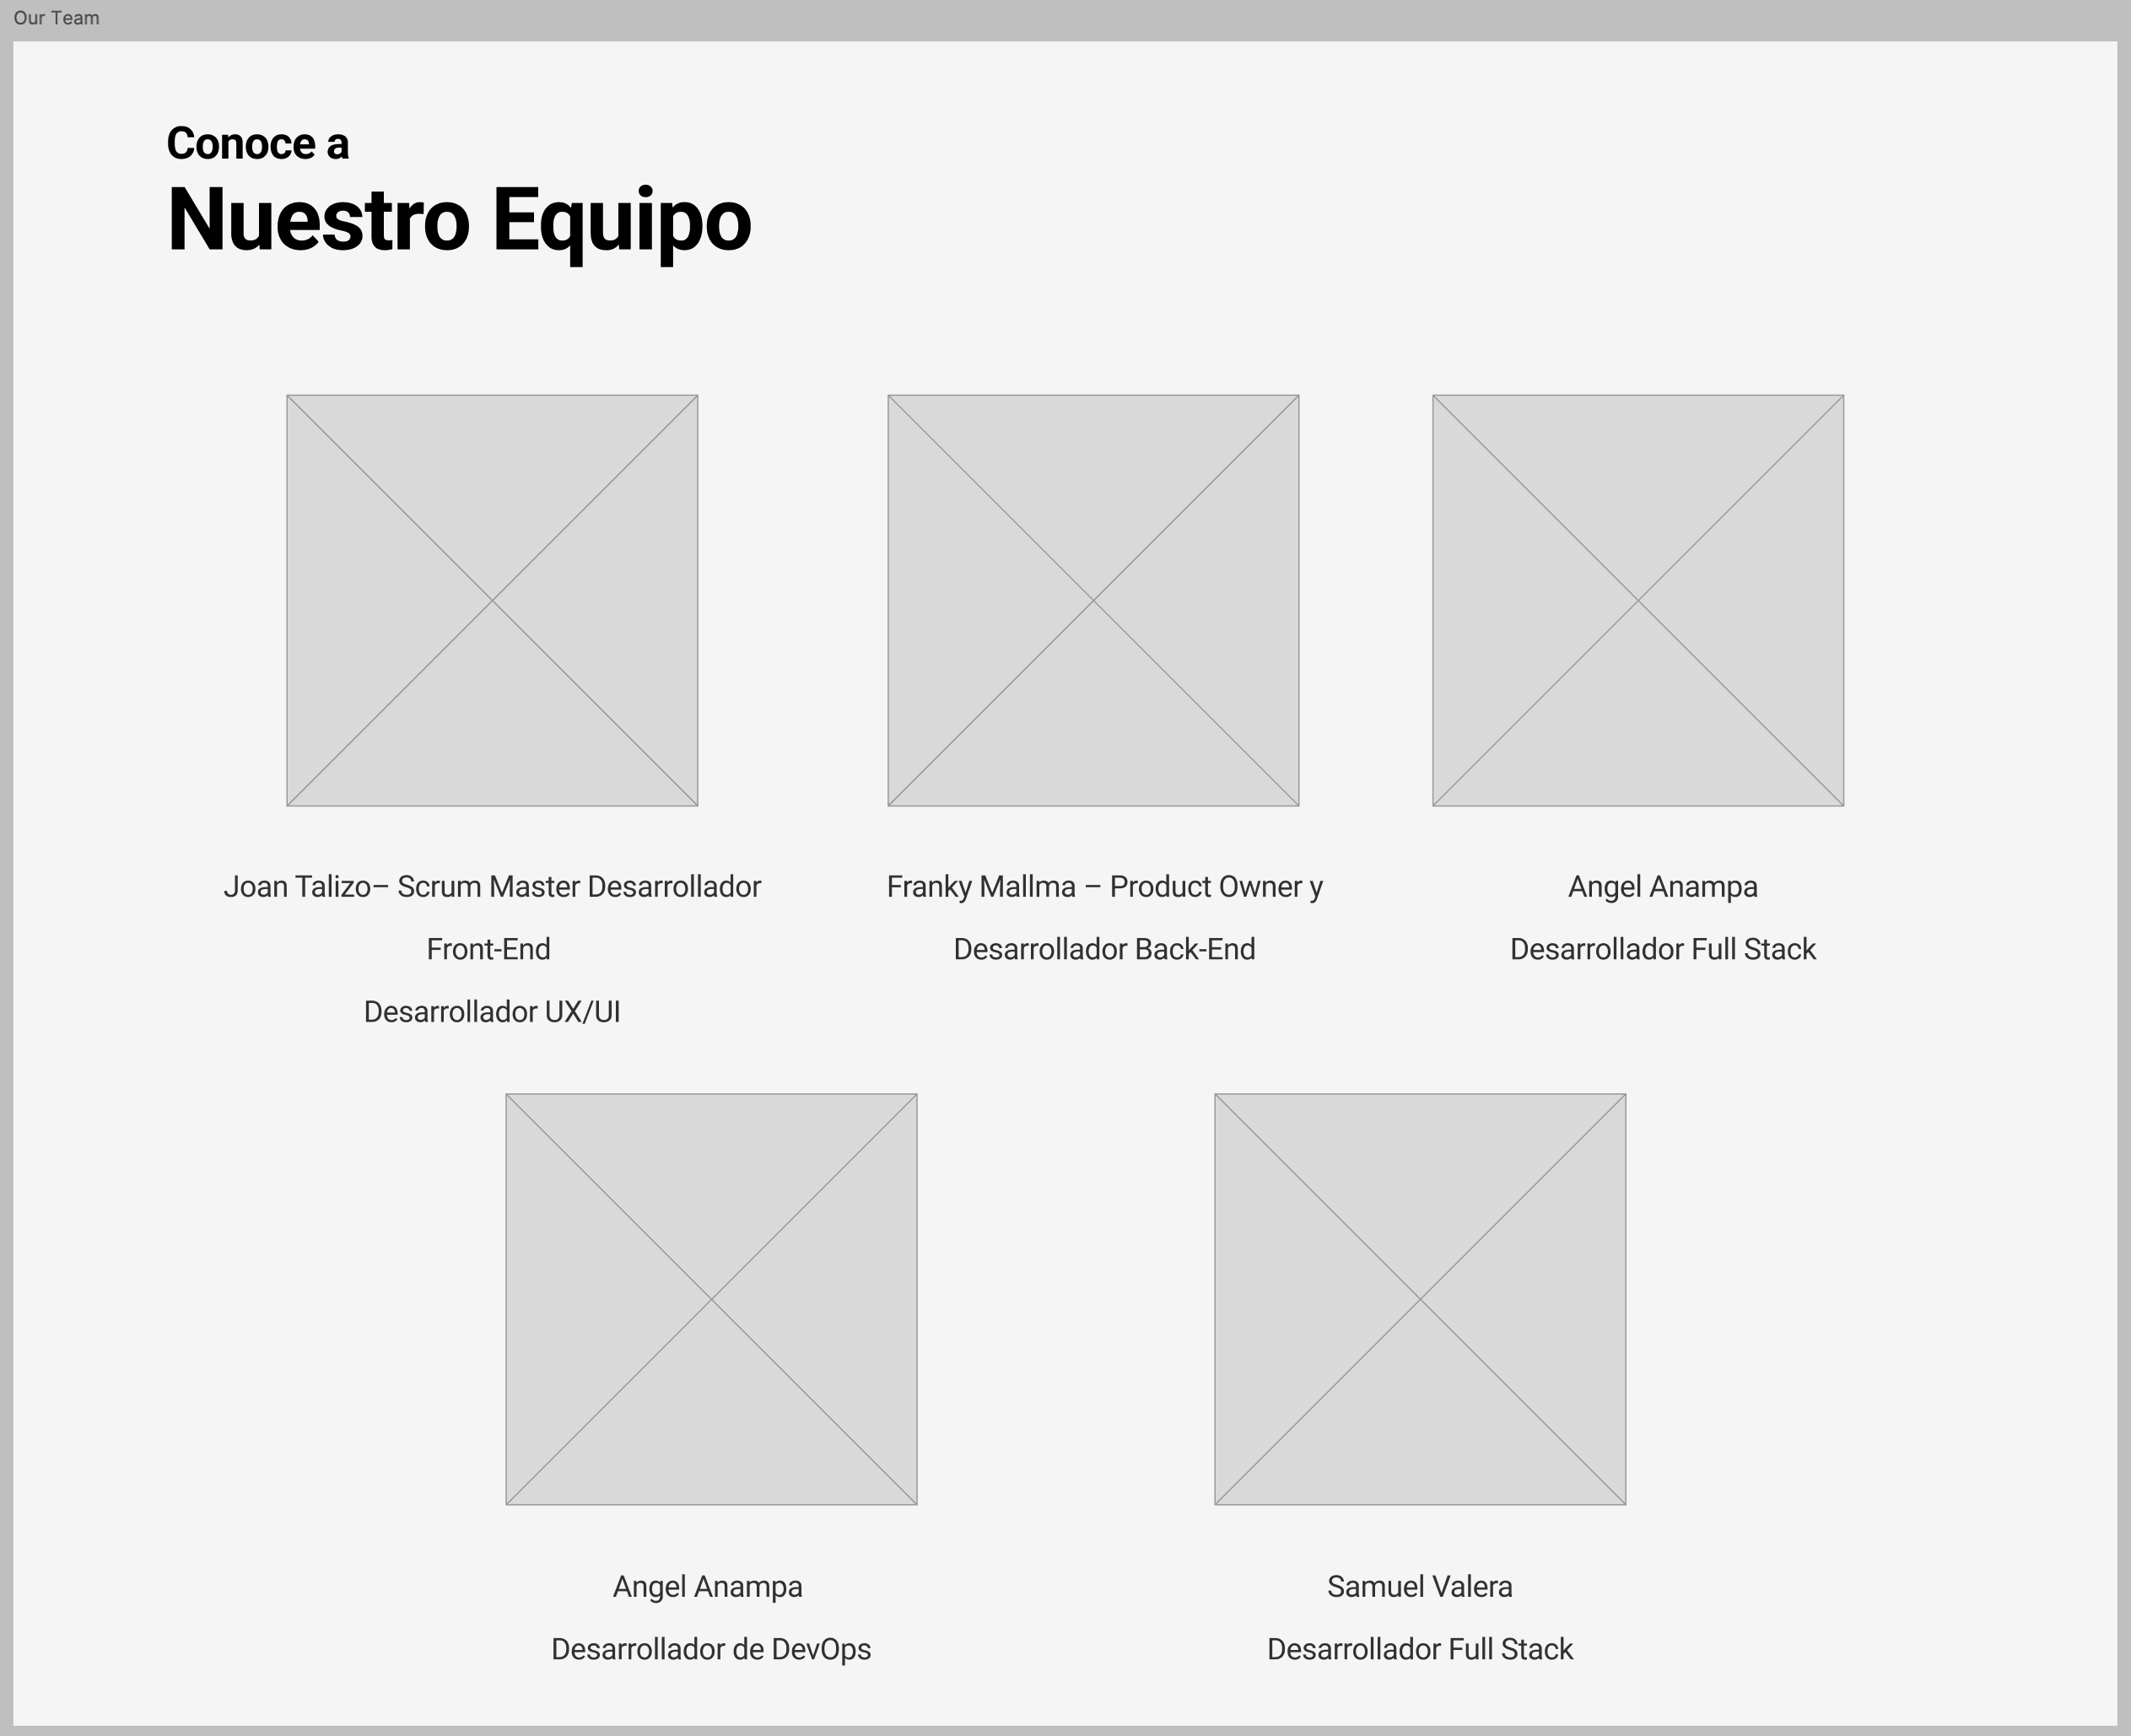 Our Team
Conoce a
Nuestro Equipo
Joan Talizo– Scrum Master Desarrollador
Front-End
Desarrollador UX/UI
Franky Mallma – Product Owner y
Desarrollador Back-End
Angel Anampa
Desarrollador Full Stack
Angel Anampa
Desarrollador de DevOps
Samuel Valera
Desarrollador Full Stack